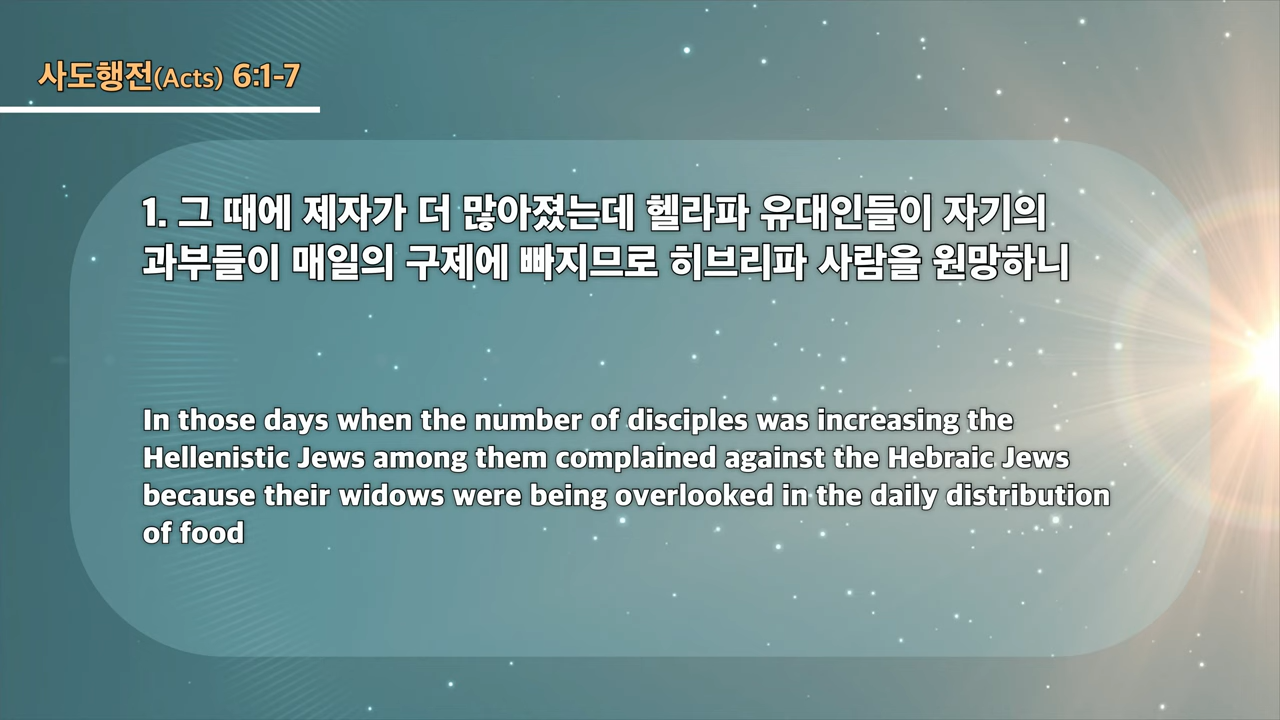 사도행전(Acts) 6:1-7
1. 그 때에 제자가 더 많아졌는데 헬라파 유대인들이 자기의
과부들이 매일의 구제에 빠지므로 히브리파 사람을 원망하니
In those days when the number of disciples was increasing the
Hellenistic Jews among them complained against the Hebraic Jews
because their widows were being overlooked in the daily distribution
of food